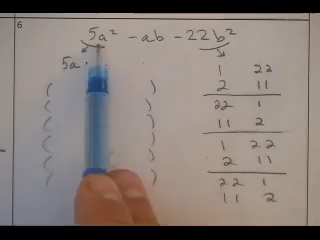 6
5a² - ab - 22b²
5a
1 22
( ) 2 11
( ) 22 1
( ) 11 2
( ) 1 22
( ) 2 11
( ) 22 1
11 2